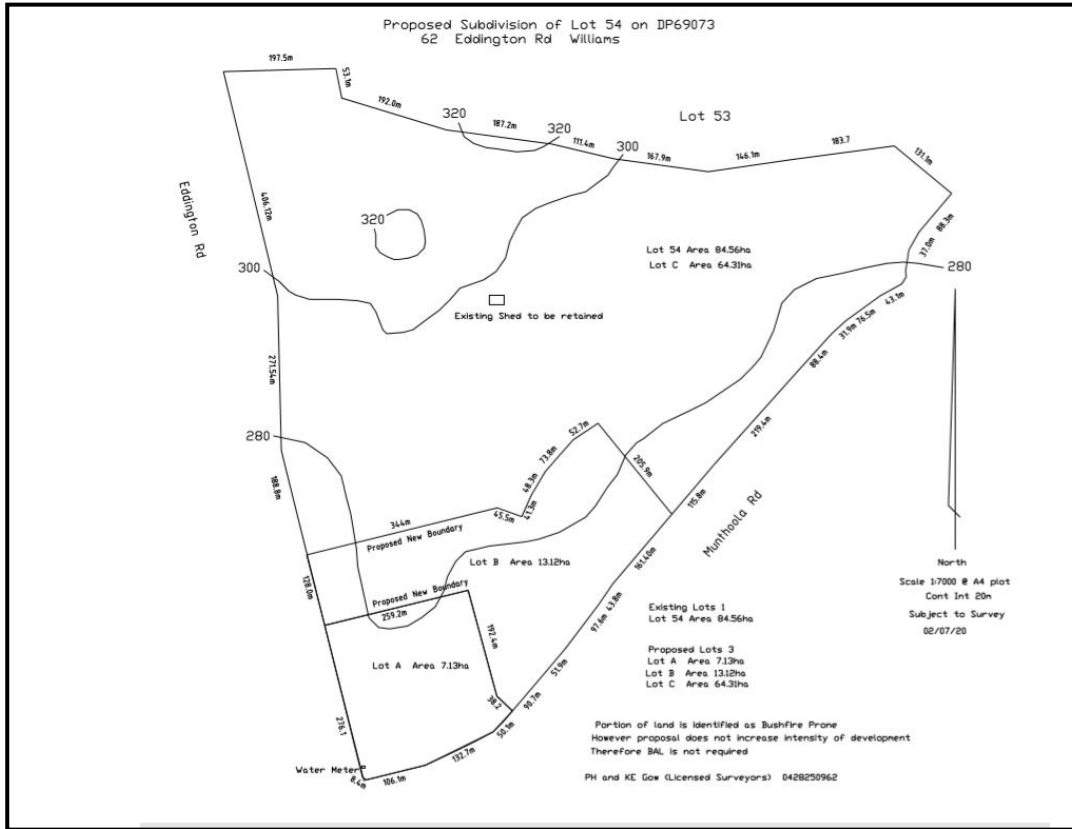 Proposed Subdivision of Lot 54 on DP69073
62 Eddington Rd Williams
197.5m
53.1m
192.0m
320
187.2m
320
111.4m
300
167.9m
146.1m
183.7
131.1m
Lot 53
Eddington Rd
406.12m
320
88.3m
37.0m
Lot 54 Area 84.56ha
Lot C Area 64.31ha
300
280
Existing Shed to be retained
43.1m
76.5m
31.9m
88.4m
271.54m
219.4m
280
52.7m
73.8m
48.3m
41.3m
45.5m
205.9m
115.8m
188.8m
344m
Proposed New Boundary
Munthoola Rd
161.40m
Lot B Area 13.12ha
128.0m
Proposed New Boundary
259.2m
43.8m
97.6m
192.4m
51.9m
Lot A Area 7.13ha
38.2
90.7m
276.1
50.1m
132.7m
Water Meter
8.4m
106.1m
North
Scale 1:7000 @ A4 plot
Cont Int 20m
Subject to Survey
02/07/20
Existing Lots 1
Lot 54 Area 84.56ha
Proposed Lots 3
Lot A Area 7.13ha
Lot B Area 13.12ha
Lot C Area 64.31ha
Portion of land is identified as Bushfire Prone
However proposal does not increase intensity of development
Therefore BAL is not required
PH and KE Gow (Licensed Surveyors) 0428250962